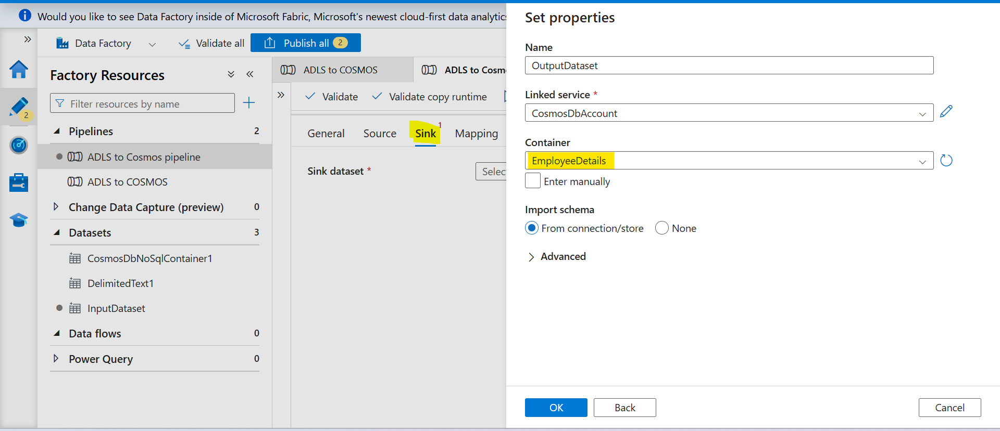 Would you like to see Data Factory inside of Microsoft Fabric, Microsoft's newest cloud-first data analytics
Data Factory
Validate all
Publish all 2
2
Factory Resources
Filter resources by name
Pipelines 2
ADLS to Cosmos pipeline
ADLS to COSMOS
Change Data Capture (preview) 0
Datasets 3
CosmosDbNoSqlContainer1
DelimitedText1
InputDataset
Data flows 0
Power Query 0
ADLS to COSMOS
ADLS to Cosm
Validate
Validate copy runtime
General
Source
Sink 1
Mapping
Sink dataset *
Selec
Set properties
Name
OutputDataset
Linked service *
CosmosDbAccount
Container
EmployeeDetails
Enter manually
Import schema
From connection/store
None
Advanced
OK
Back
Cancel